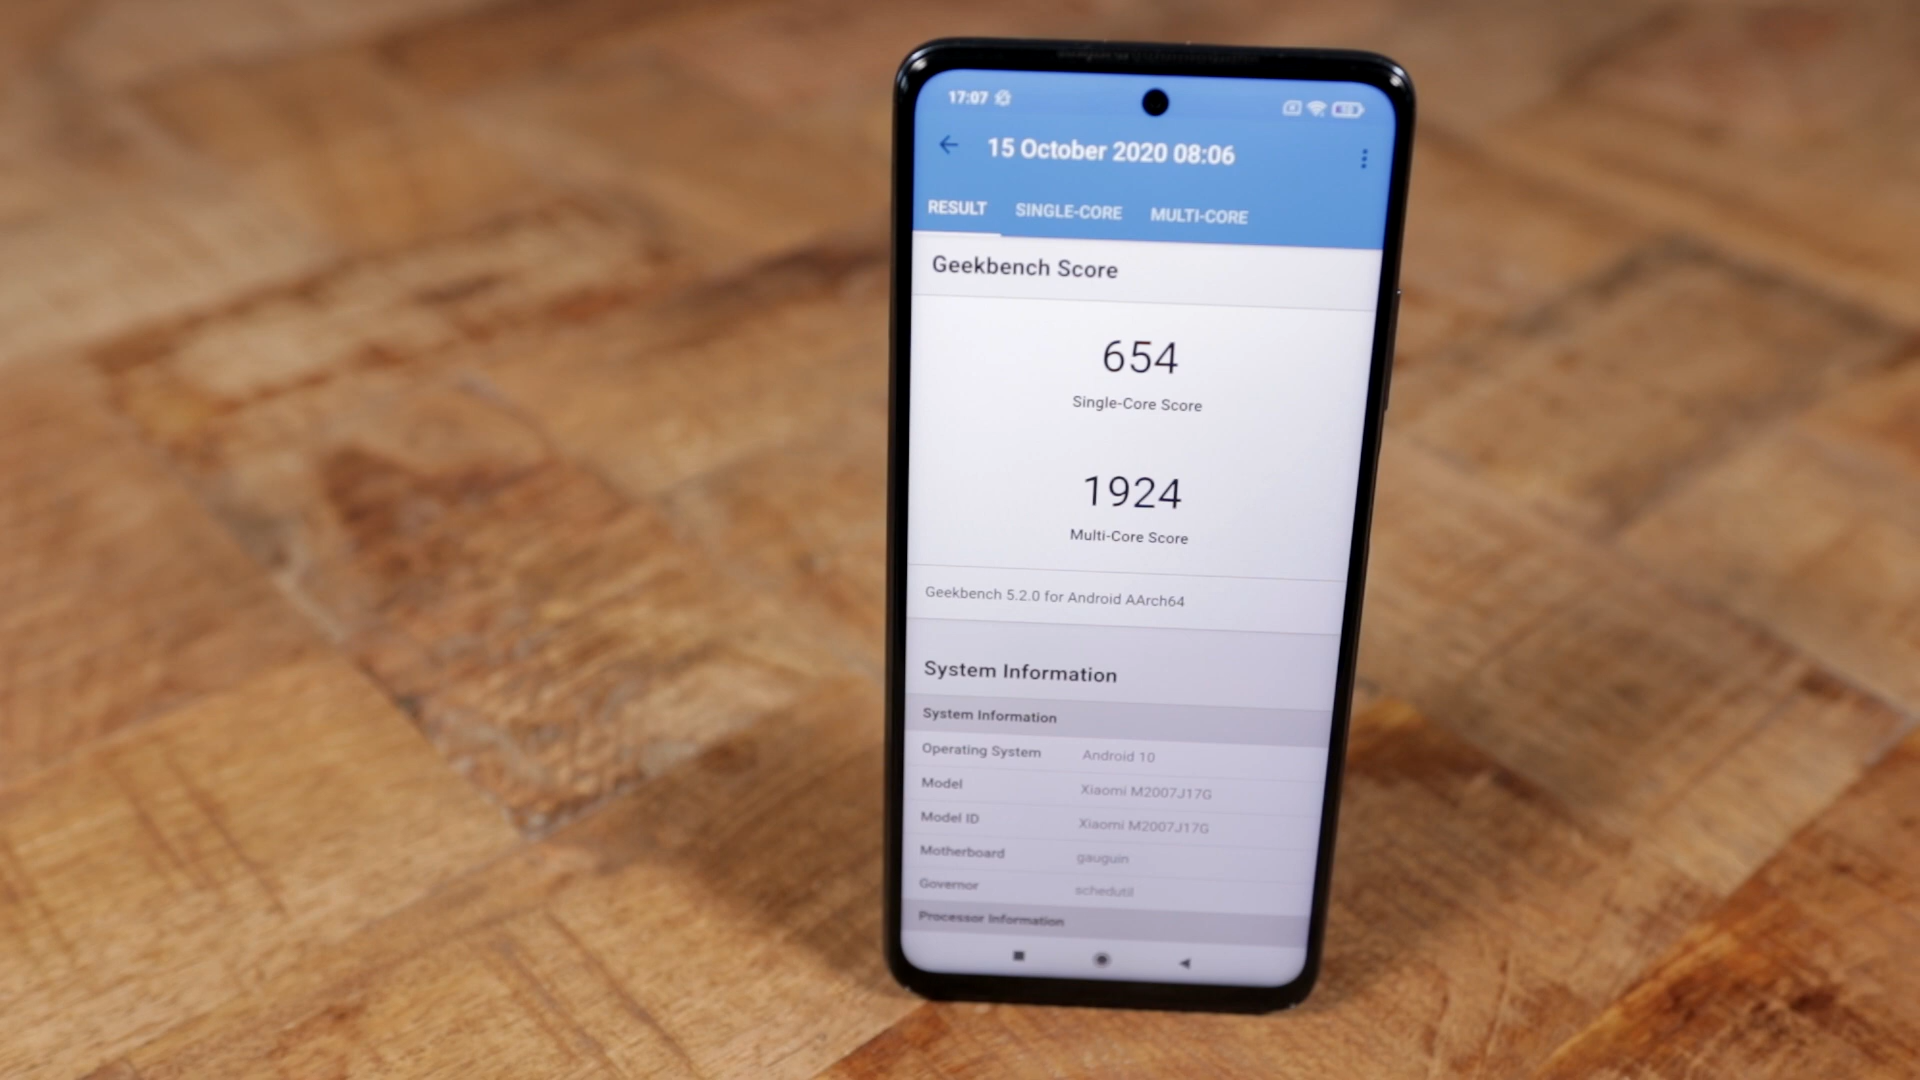 17:07
15 October 2020 08:06
RESULT SINGLE-CORE MULTI-CORE
Geekbench Score
654
Single-Core Score
1924
Multi-Core Score
Geekbench 5.2.0 for Android AArch64
System Information
System Information
Operating System Android 10
Model Xiaomi M2007J17G
Model ID Xiaomi M2007J17G
Motherboard gauguin
Governor schedutil
Processor Information